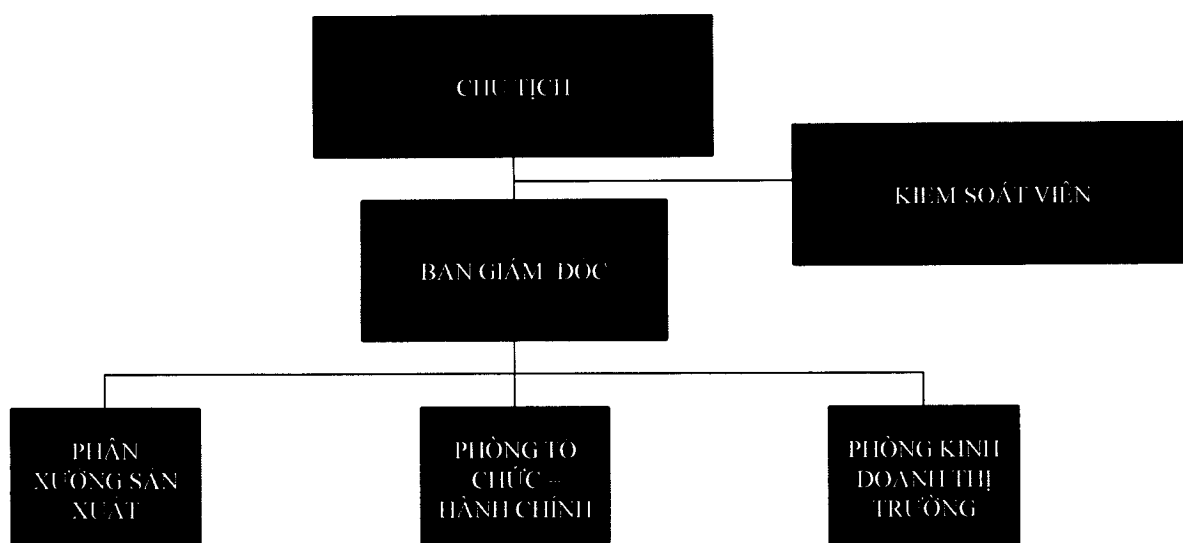 CHỦ TỊCH
KIỂM SOÁT VIÊN
BAN GIÁM ĐỐC
PHÂN
XƯỞNG SẢN
XUẤT
PHÒNG TỔ
CHỨC –
HÀNH CHÍNH
PHÒNG KINH
DOANH THỊ
TRƯỜNG